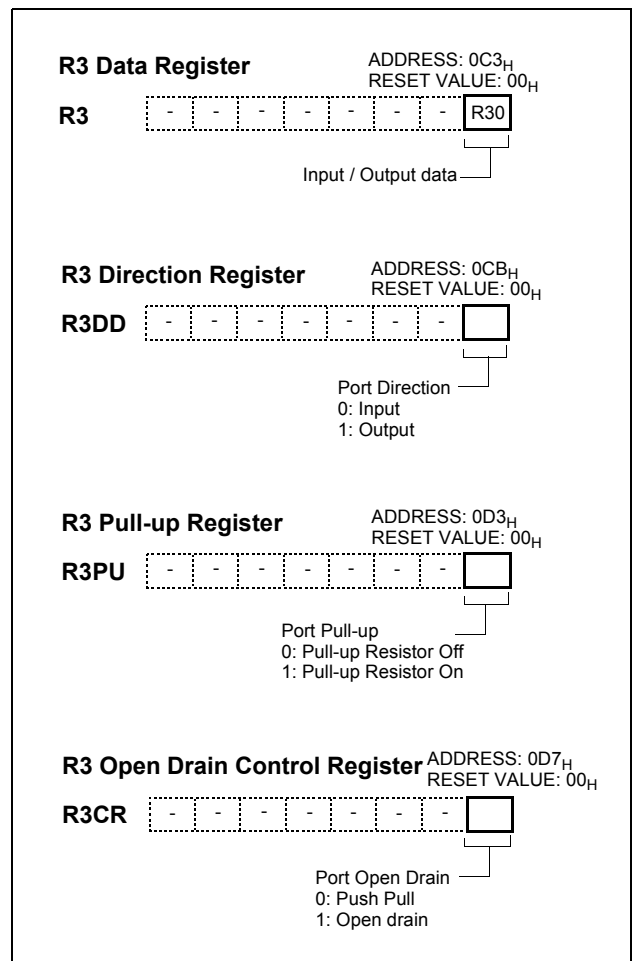 R3 Data Register ADDRESS: 0C3H
RESET VALUE: 00H
R3 - - - - - - - R30
Input / Output data
R3 Direction Register ADDRESS: 0CBH
RESET VALUE: 00H
R3DD - - - - - - -
Port Direction
0: Input
1: Output
R3 Pull-up Register ADDRESS: 0D3H
RESET VALUE: 00H
R3PU - - - - - - -
Port Pull-up
0: Pull-up Resistor Off
1: Pull-up Resistor On
R3 Open Drain Control Register ADDRESS: 0D7H
RESET VALUE: 00H
R3CR - - - - - - -
Port Open Drain
0: Push Pull
1: Open drain